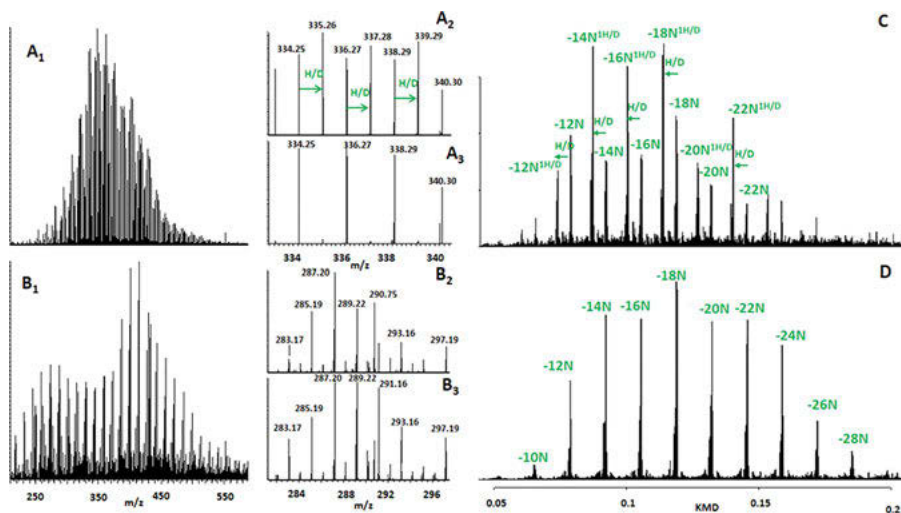 A1
A2
335.26
334.25
336.27
337.28
338.29
339.29
340.30
H/D
H/D
H/D
A3
334.25
336.27
338.29
340.30
334 336 338 340
m/z
B1
250 350 450 550
m/z
B2
287.20
285.19
283.17
289.22
290.75
293.16
297.19
B3
287.20
289.22
291.16
285.19
283.17
293.16
297.19
284 288 292 296
m/z
C
-14N1H/D
-18N1H/D
-16N1H/D
H/D
H/D
-12N
H/D
-18N
-22N1H/D
H/D
-12N1H/D
-14N
-16N
-20N1H/D
H/D
-20N
-22N
D
-18N
-14N
-16N
-20N
-22N
-24N
-12N
-26N
-10N
-28N
0.05 0.1 0.15 0.2
KMD